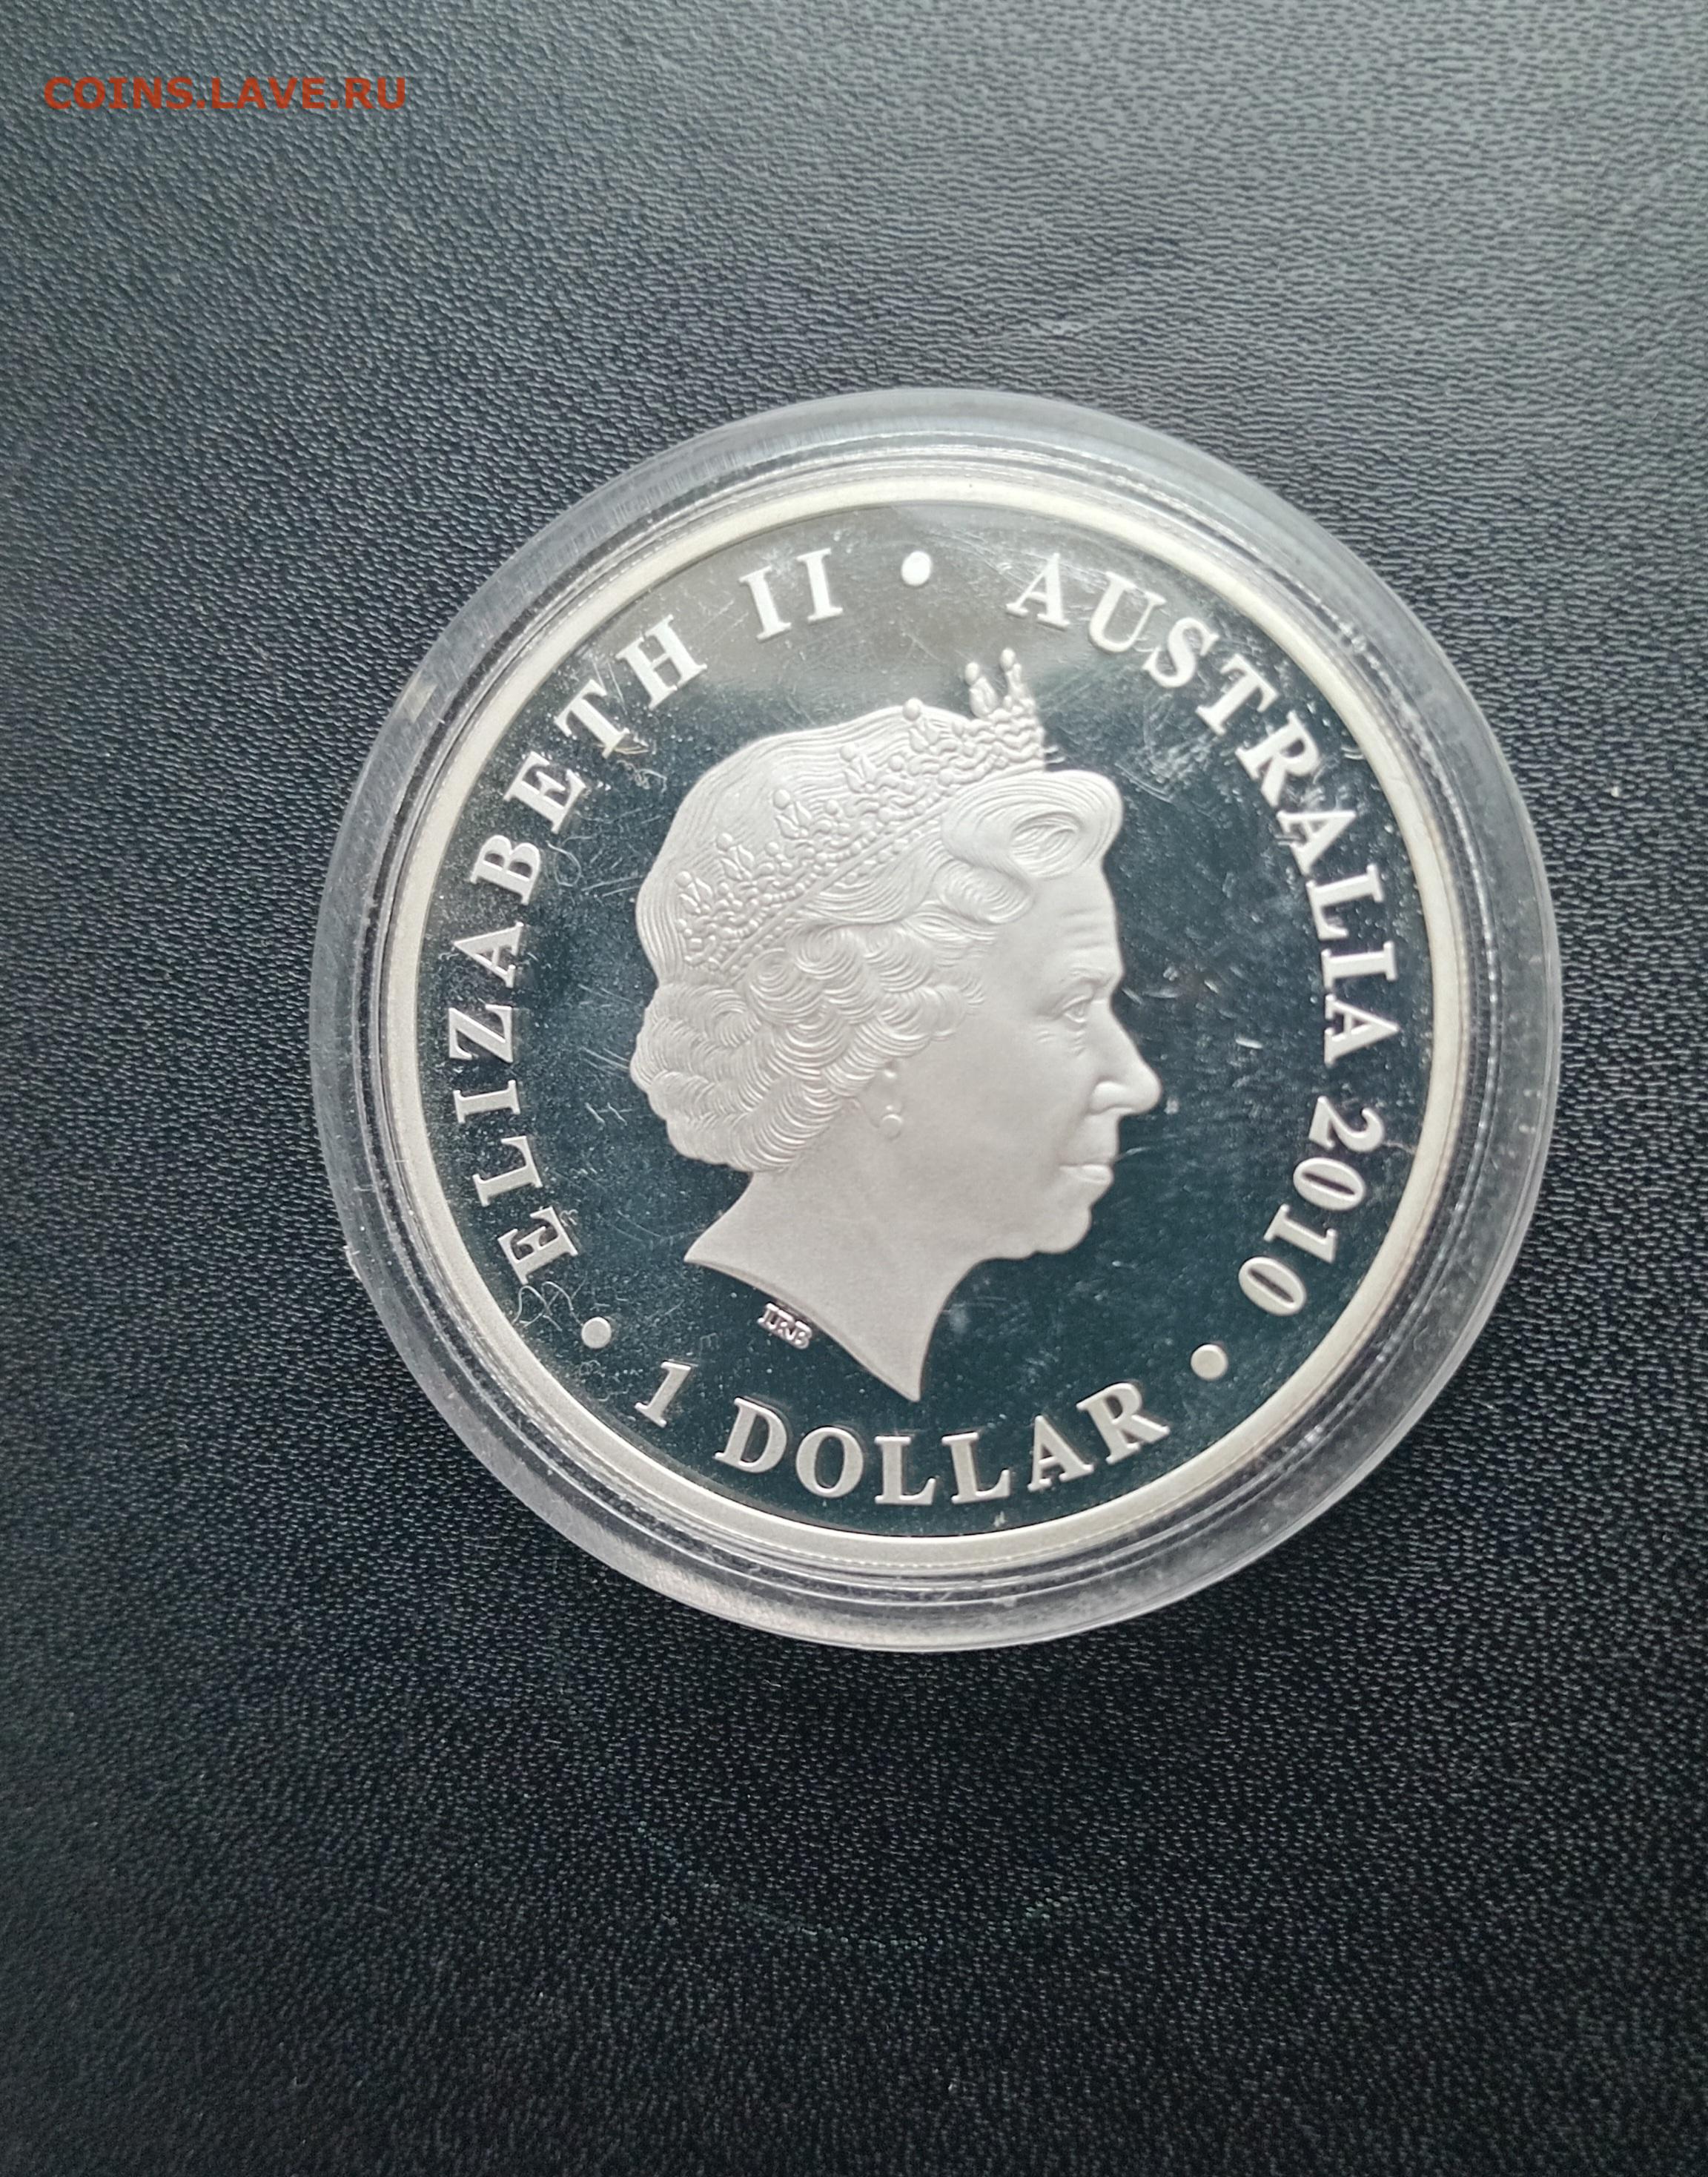 COINS.LAVE.RU
ELIZABETH II • AUSTRALIA 2010 •
1 DOLLAR •
IRB